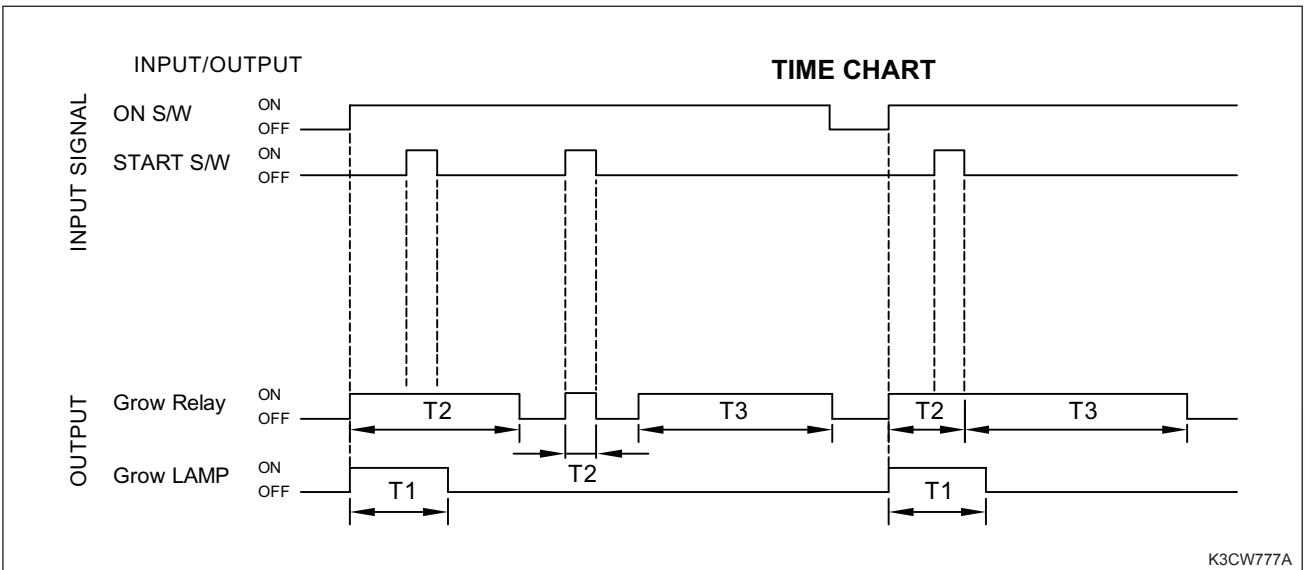 INPUT/OUTPUT
TIME CHART
INPUT SIGNAL
ON S/W
ON
OFF
START S/W
ON
OFF
OUTPUT
Grow Relay
ON
OFF
T2
T2
T3
T2
T3
Grow LAMP
ON
OFF
T1
T1
K3CW777A